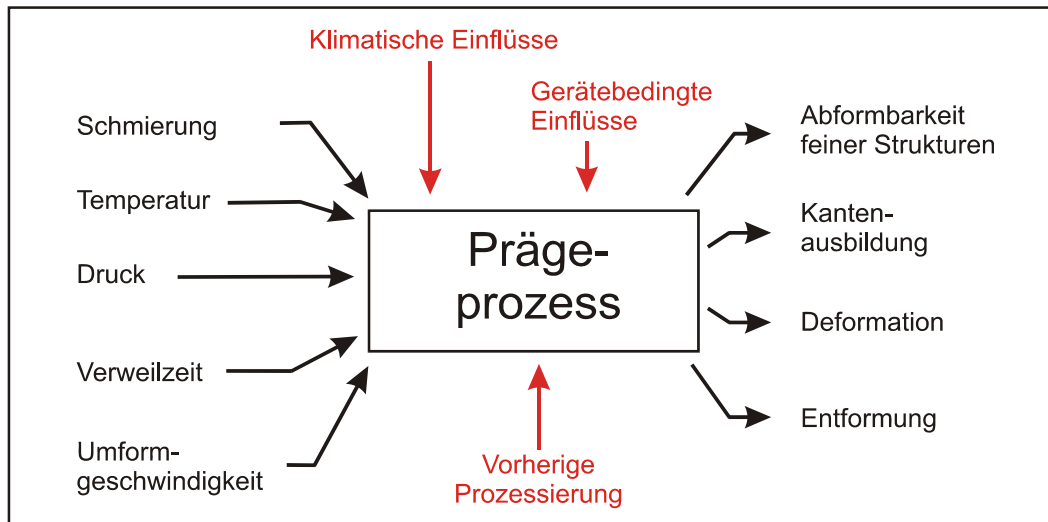 Klimatische Einflüsse
Gerätebedingte
Einflüsse
Schmierung
Temperatur
Druck
Verweilzeit
Umform-
geschwindigkeit
Präge-
prozess
Vorherige
Prozessierung
Abformbarkeit
feiner Strukturen
Kanten-
ausbildung
Deformation
Entformung